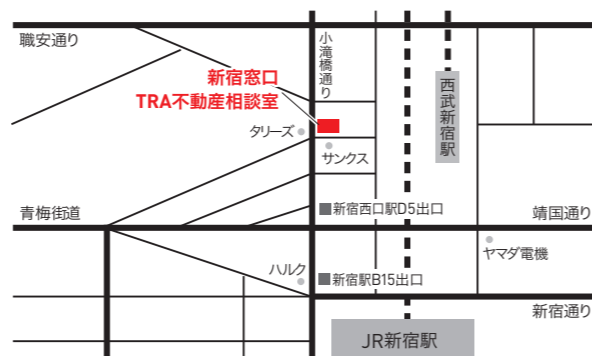 職安通り
小滝橋通り
新宿窓口
TRA不動産相談室
西武新宿駅
タリーズ
サンクス
青梅街道
■新宿西口駅D5出口
靖国通り
ヤマダ電機
ハルク
■新宿駅B15出口
新宿通り
JR新宿駅